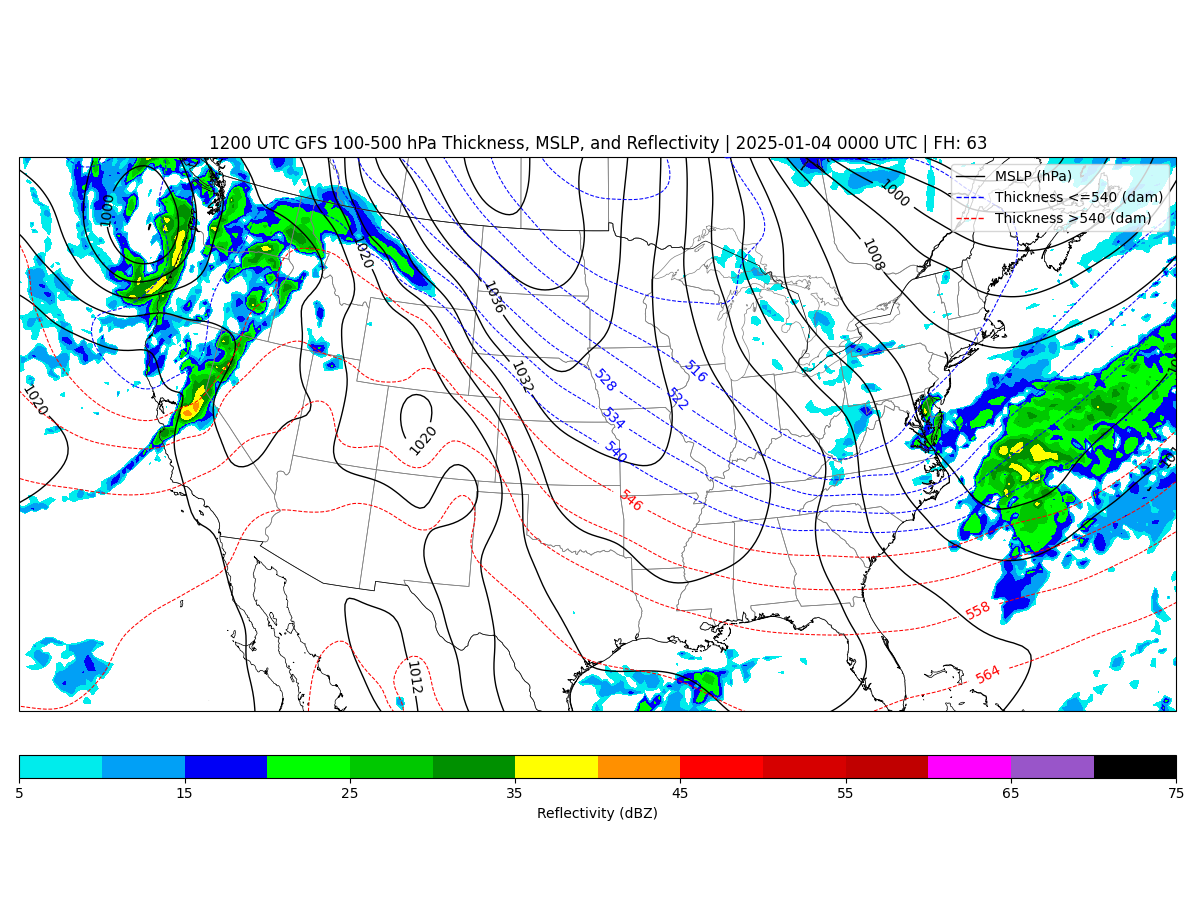 1200 UTC GFS 100-500 hPa Thickness, MSLP, and Reflectivity | 2025-01-04 0000 UTC | FH: 63
MSLP (hPa)
Thickness <=540 (dam)
Thickness >540 (dam)
1000
1000
1008
1020
1036
1032
1020
1020
1012
516
522
528
534
540
546
558
564
5 15 25 35 45 55 65 75
Reflectivity (dBZ)